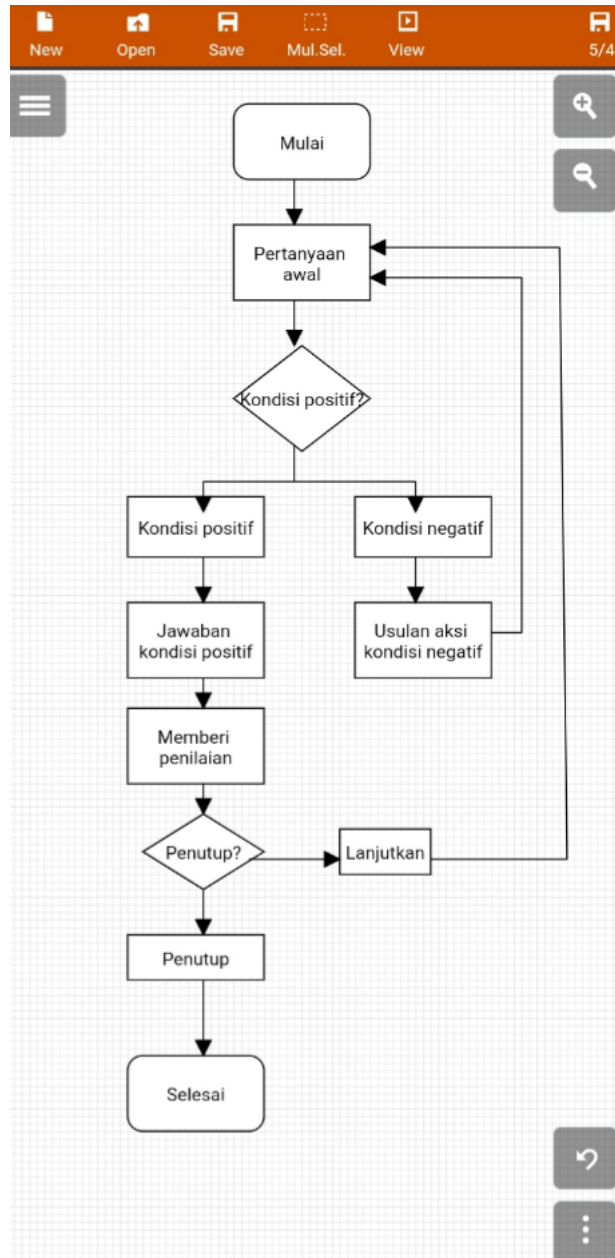 New Open Save Mul.Sel. View 5/4
Mulai
Pertanyaan
awal
Kondisi positif?
Kondisi positif
Kondisi negatif
Jawaban
kondisi positif
Usulan aksi
kondisi negatif
Memberi
penilaian
Penutup?
Lanjutkan
Penutup
Selesai